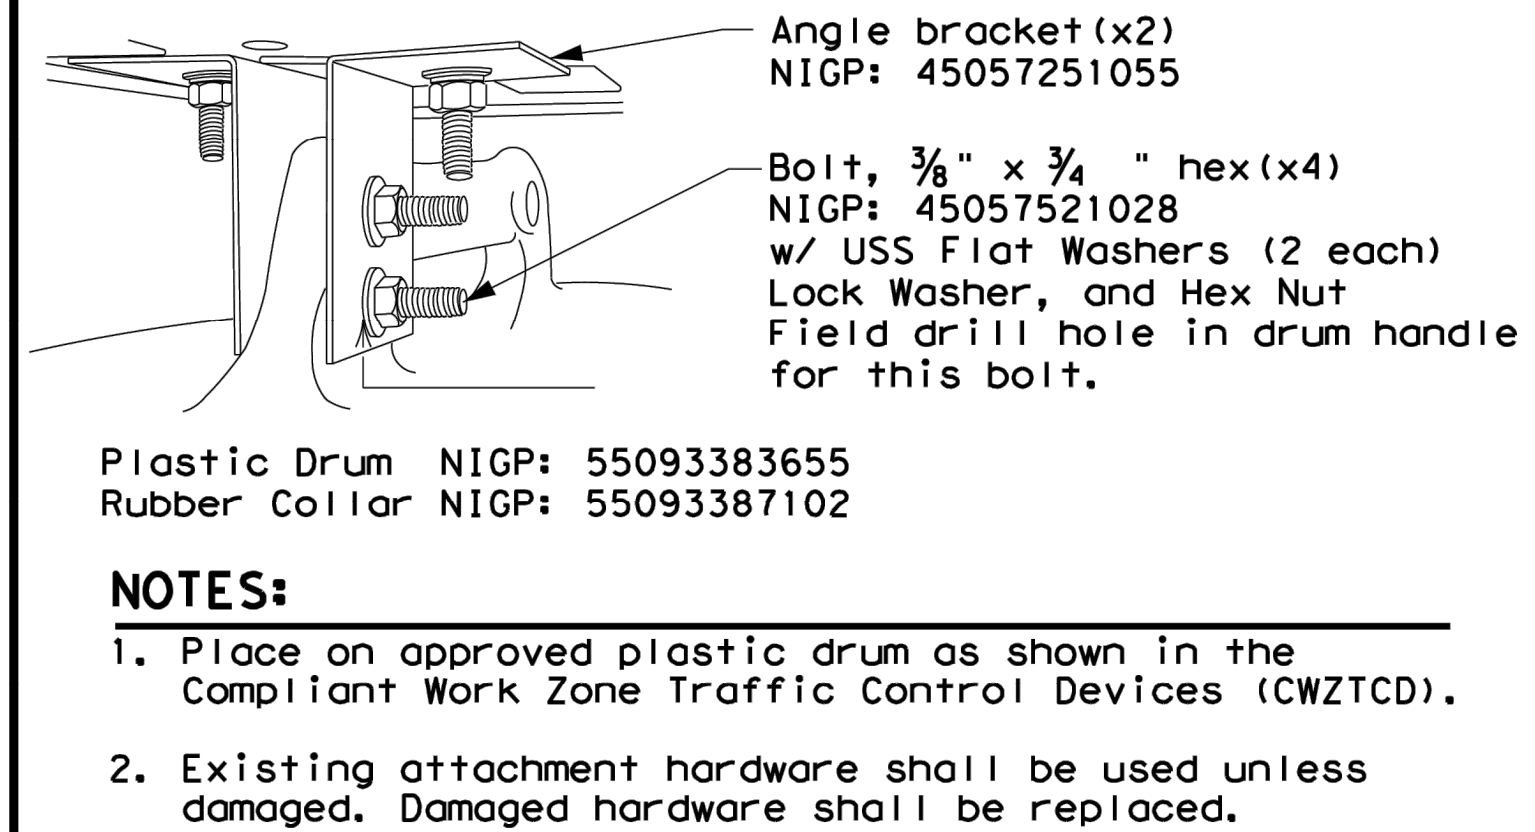 Angle bracket(x2)
NIGP: 45057251055
Bolt, ⅜" x ¾ " hex(x4)
NIGP: 45057521028
w/ USS Flat Washers (2 each)
Lock Washer, and Hex Nut
Field drill hole in drum handle
for this bolt.
Plastic Drum NIGP: 55093383655
Rubber Collar NIGP: 55093387102
NOTES:
1. Place on approved plastic drum as shown in the
Compliant Work Zone Traffic Control Devices (CWZTCD).
2. Existing attachment hardware shall be used unless
damaged. Damaged hardware shall be replaced.